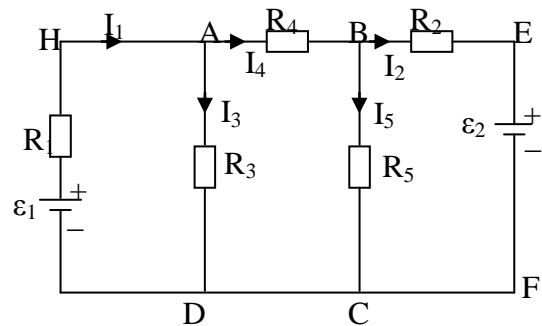 H I₁ A R₄ B R₂ E
I₄ I₂
I₃ I₅
R₁ R₃ R₅ ε₂ + −
ε₁ + −
D C F